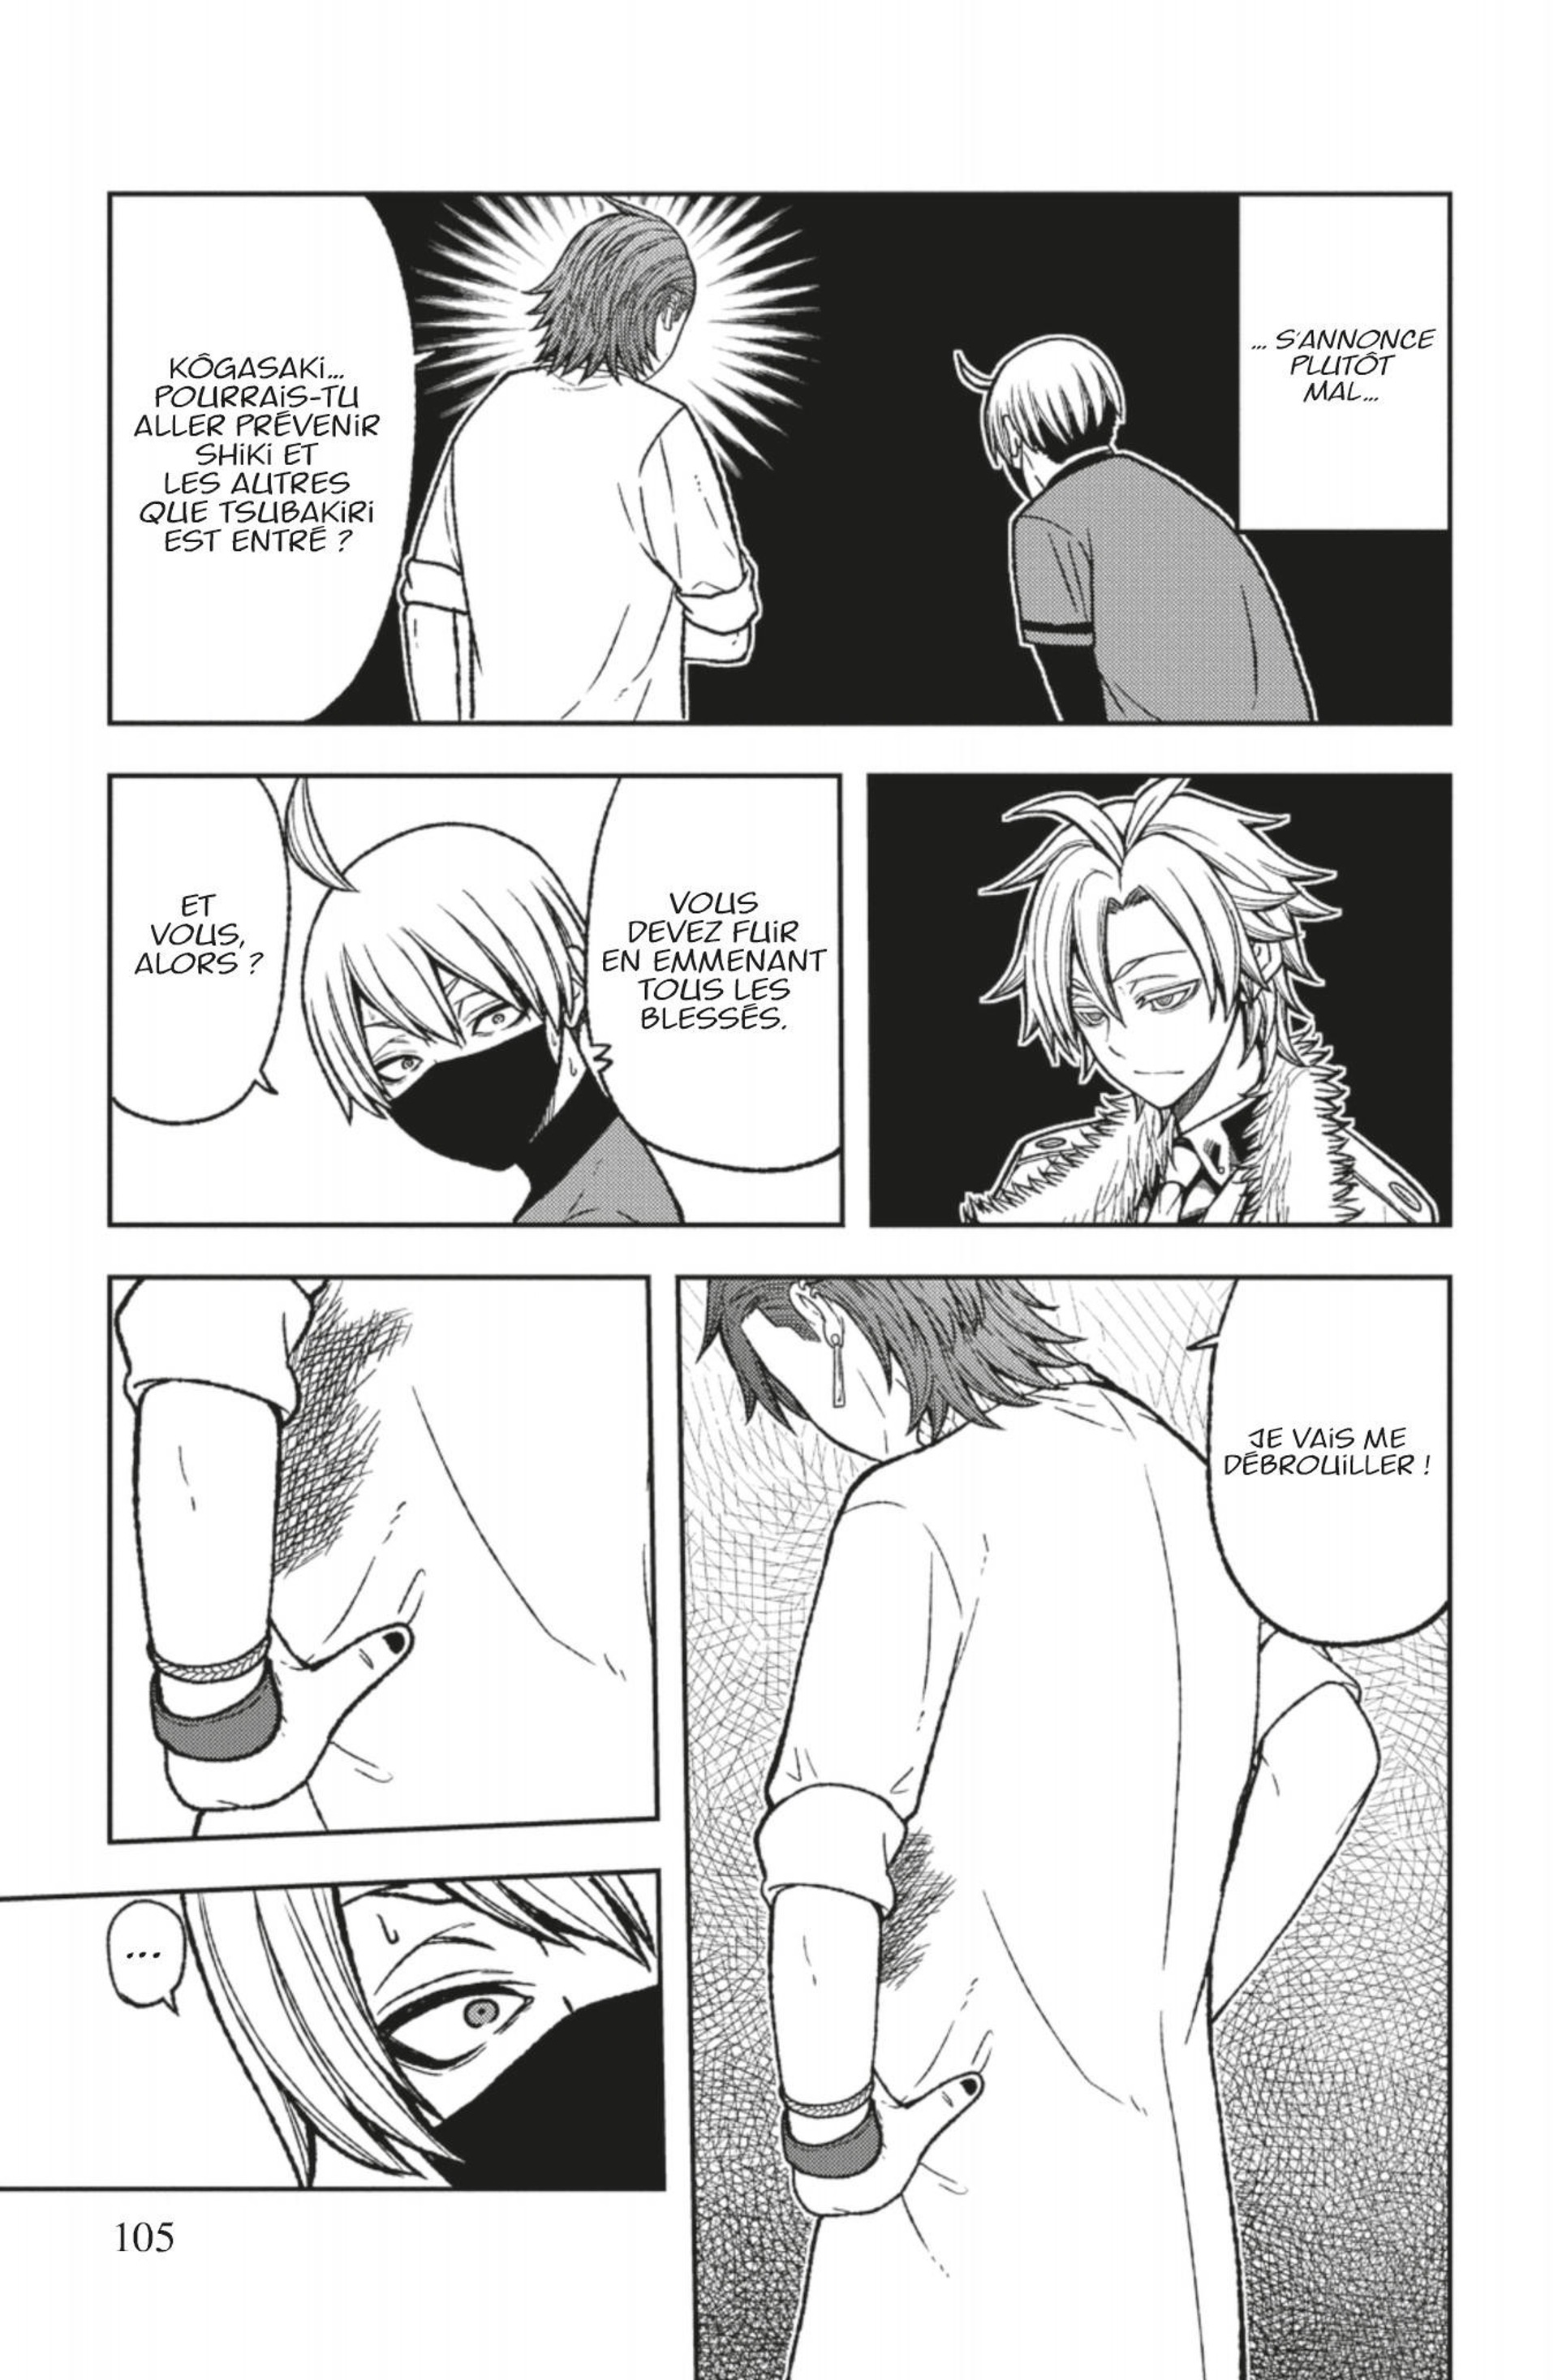 ... S'ANNONCE
PLUTÔT
MAL...
KÔGASAKI...
POURRAIS-TU
ALLER PRÉVENIR
SHIKI ET
LES AUTRES
QUE TSUBAKIRI
EST ENTRÉ ?
VOUS
DEVEZ FUIR
EN EMMENANT
TOUS LES
BLESSÉS.
ET
VOUS,
ALORS ?
JE VAIS ME
DÉBROUILLER !
...
105